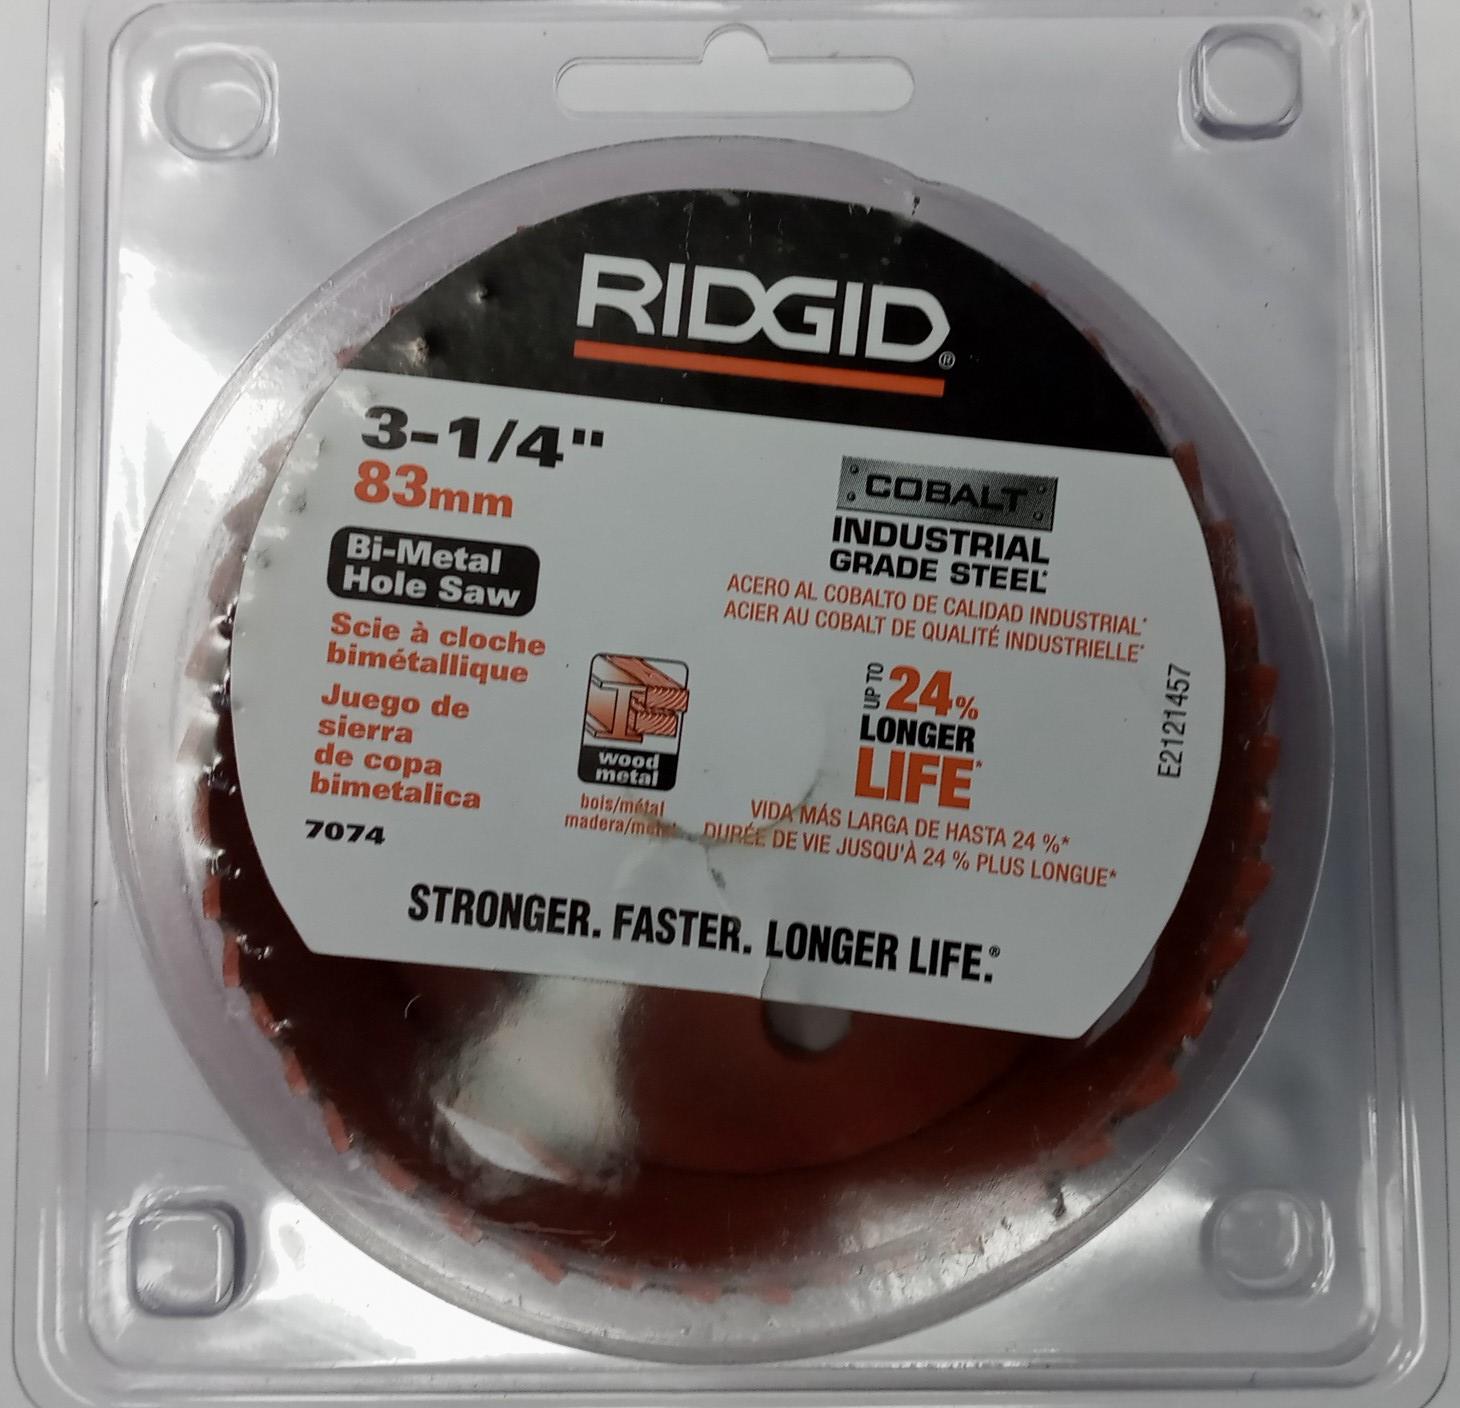 RIDGID®
3-1/4"
83mm
Bi-Metal
Hole Saw
Scie à cloche
bimétallique
Juego de
sierra
de copa
bimetalica
7074
wood
metal
bois/métal
madera/metal
COBALT
INDUSTRIAL
GRADE STEEL*
ACERO AL COBALTO DE CALIDAD INDUSTRIAL*
ACIER AU COBALT DE QUALITÉ INDUSTRIELLE*
UP TO
24%
LONGER
LIFE*
VIDA MÁS LARGA DE HASTA 24 %*
DURÉE DE VIE JUSQU'À 24 % PLUS LONGUE*
E2121457
STRONGER. FASTER. LONGER LIFE.®